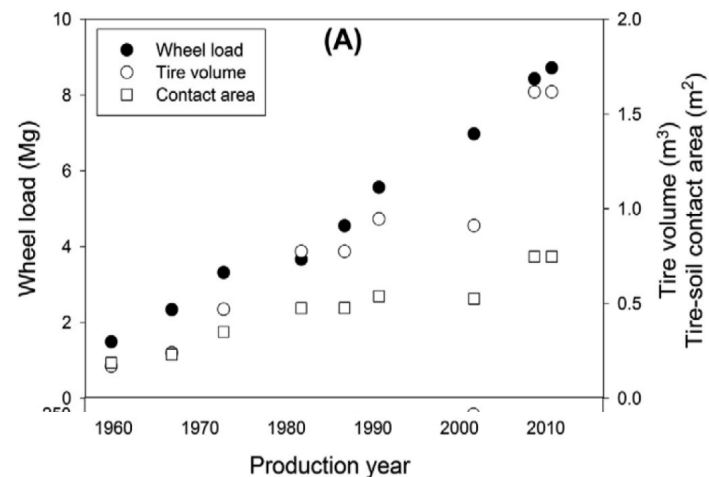 (A)
Wheel load
Tire volume
Contact area
10
8
6
4
2
0
Wheel load (Mg)
2.0
1.5
1.0
0.5
0.0
Tire volume (m³)
Tire-soil contact area (m²)
1960 1970 1980 1990 2000 2010
Production year